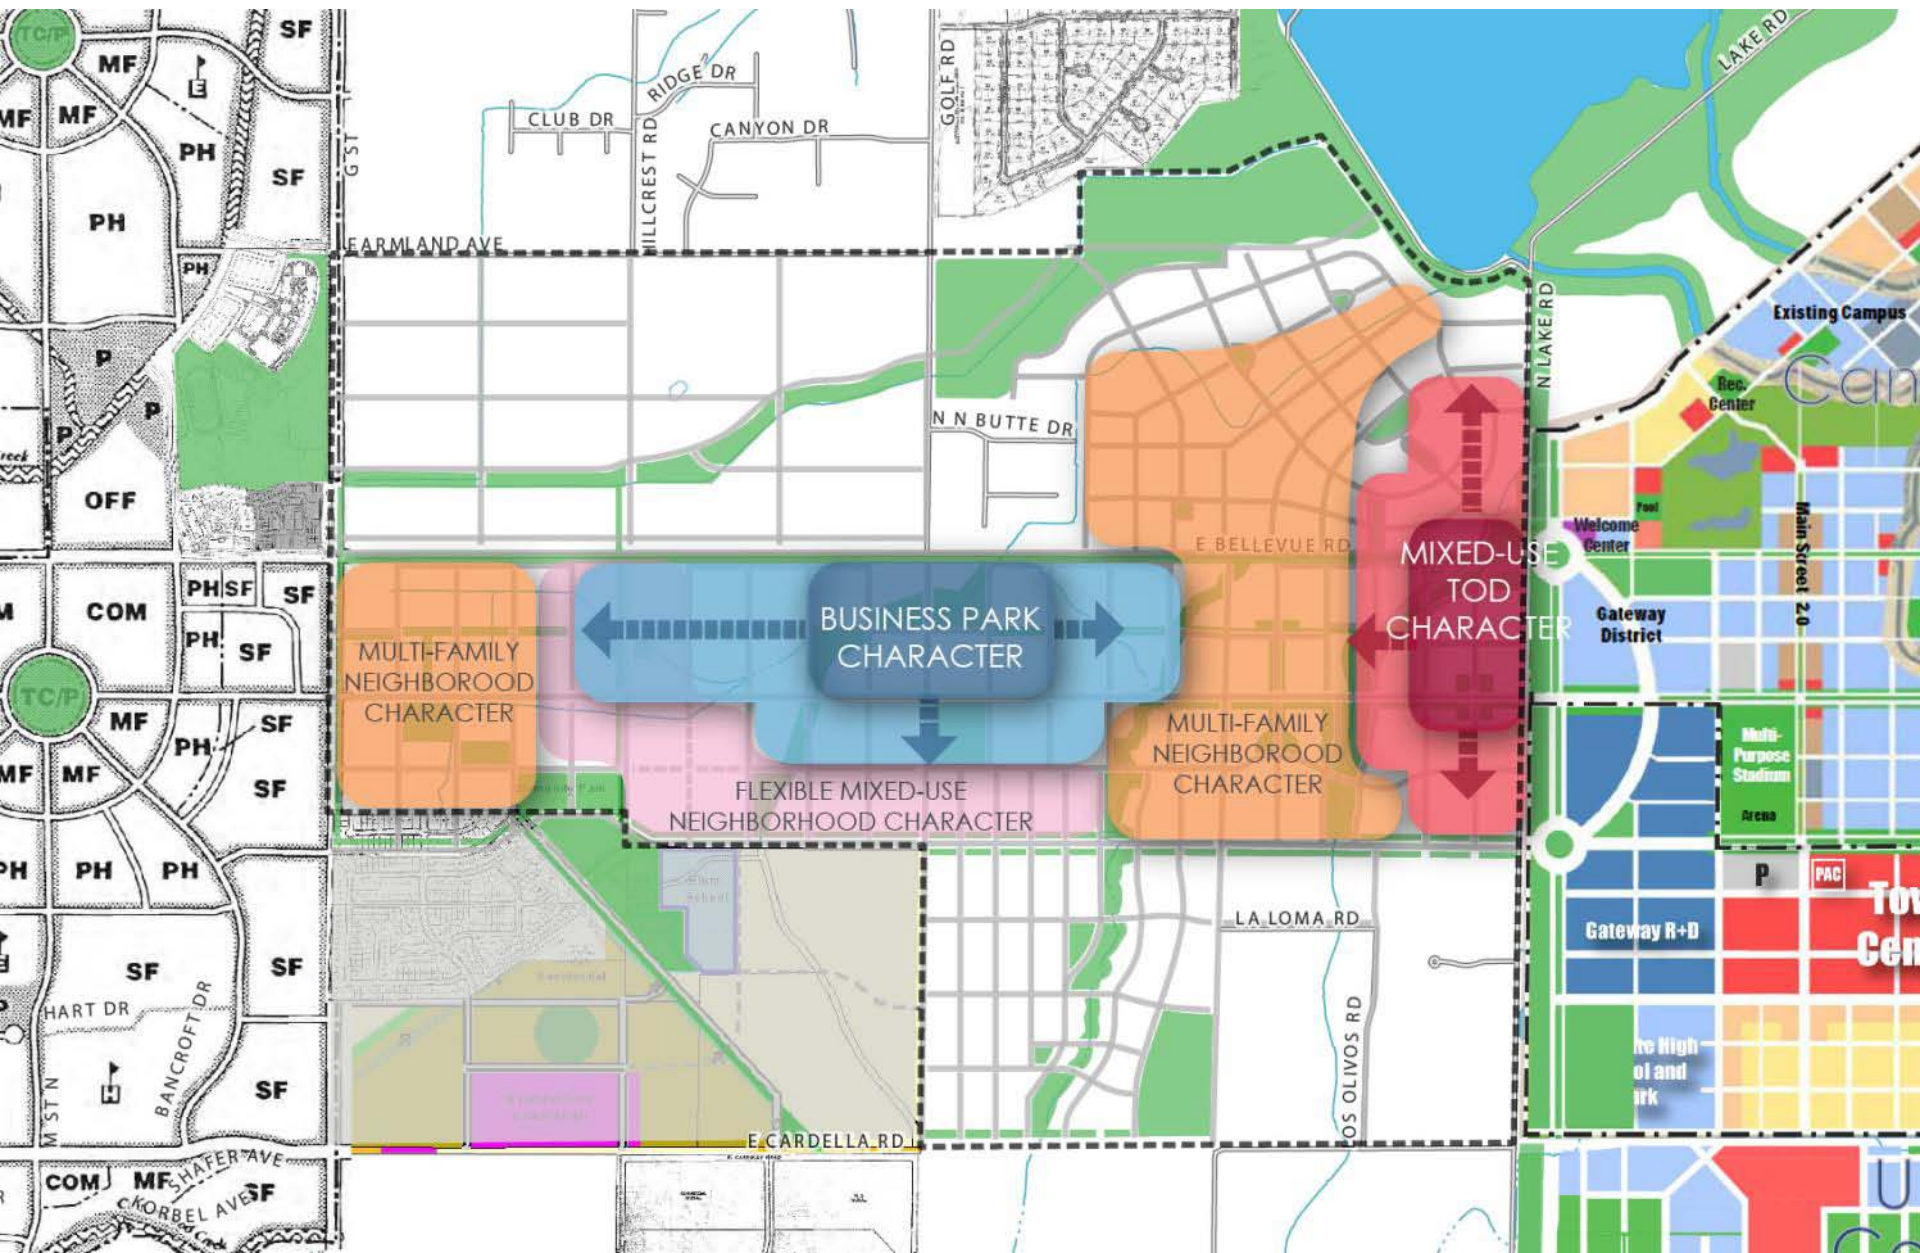 TC/P
SF
MF
E
MF
MF
PH
SF
PH
G ST
CLUB DR
RIDGE DR
HILLCREST RD
CANYON DR
GOLF RD
LAKE RD
FARMLAND AVE
PH
P
P
P
OFF
N N BUTTE DR
N LAKE RD
Existing Campus
Rec.
Center
Pool
Welcome
Center
Main Street 2.0
Gateway
District
E BELLEVUE RD
MIXED-USE
TOD
CHARACTER
BUSINESS PARK
CHARACTER
MULTI-FAMILY
NEIGHBOROOD
CHARACTER
MULTI-FAMILY
NEIGHBOROOD
CHARACTER
FLEXIBLE MIXED-USE
NEIGHBORHOOD CHARACTER
COM
PH
SF
SF
PH
SF
TC/P
MF
SF
PH
MF
MF
SF
PH
PH
PH
Multi-
Purpose
Stadium
Arena
P
PAC
Gateway R+D
LA LOMA RD
LOS OLIVOS RD
SF
SF
HART DR
BANCROFT DR
H
M ST N
SF
Residential
E CARDELLA RD
E. CARDELLA ROAD
COM
MF
SHAFER AVE
SF
KORBEL AVE